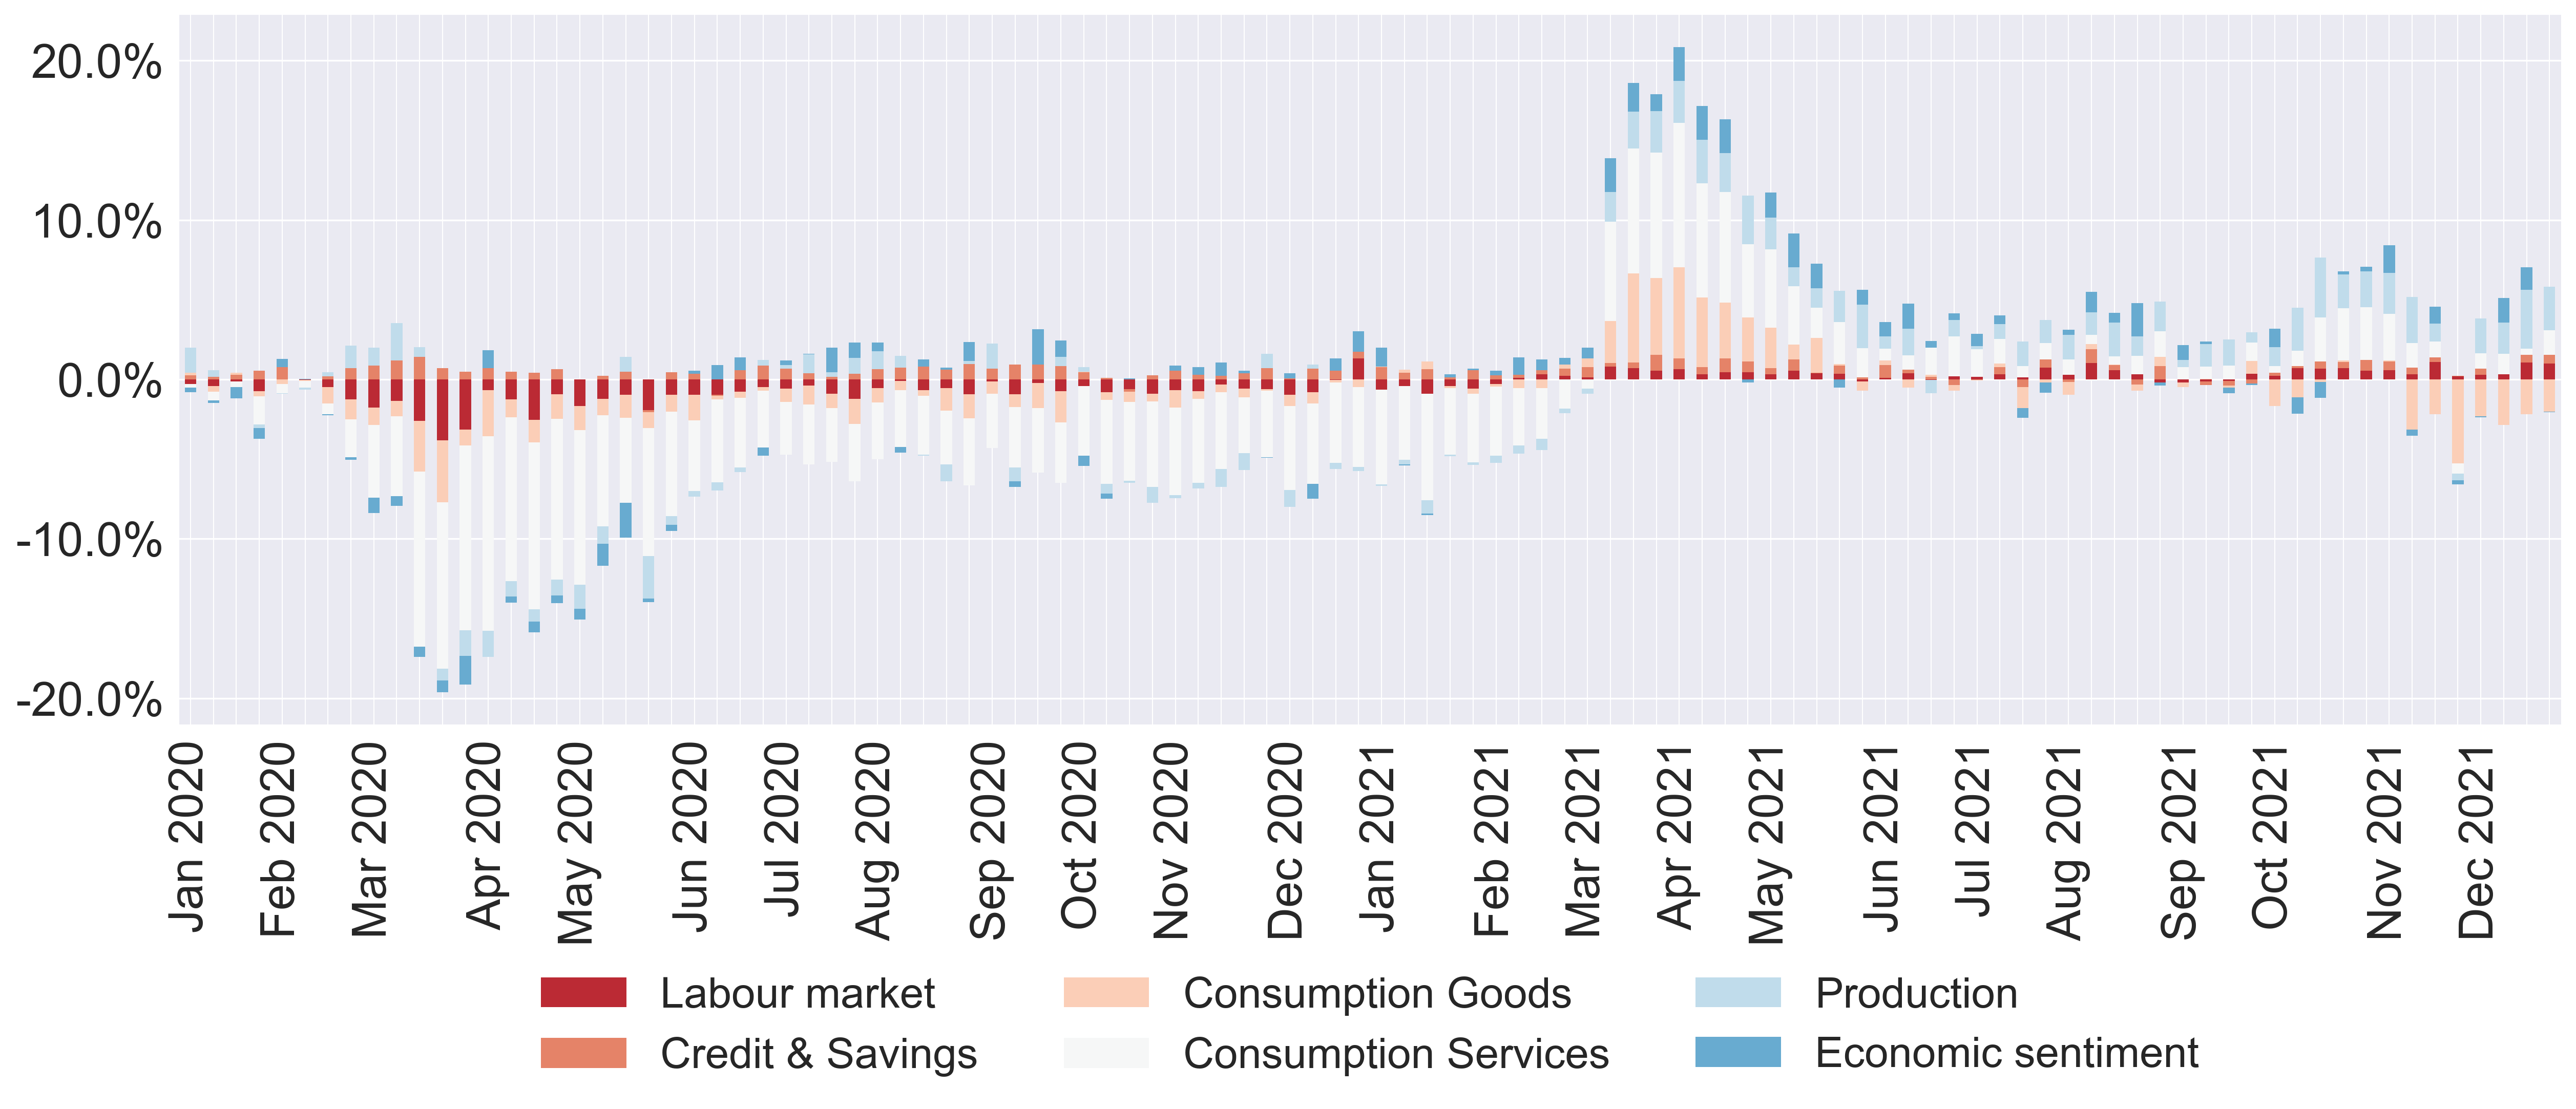 20.0%
10.0%
0.0%
-10.0%
-20.0%
Jan 2020
Feb 2020
Mar 2020
Apr 2020
May 2020
Jun 2020
Jul 2020
Aug 2020
Sep 2020
Oct 2020
Nov 2020
Dec 2020
Jan 2021
Feb 2021
Mar 2021
Apr 2021
May 2021
Jun 2021
Jul 2021
Aug 2021
Sep 2021
Oct 2021
Nov 2021
Dec 2021
Labour market
Consumption Goods
Production
Credit & Savings
Consumption Services
Economic sentiment